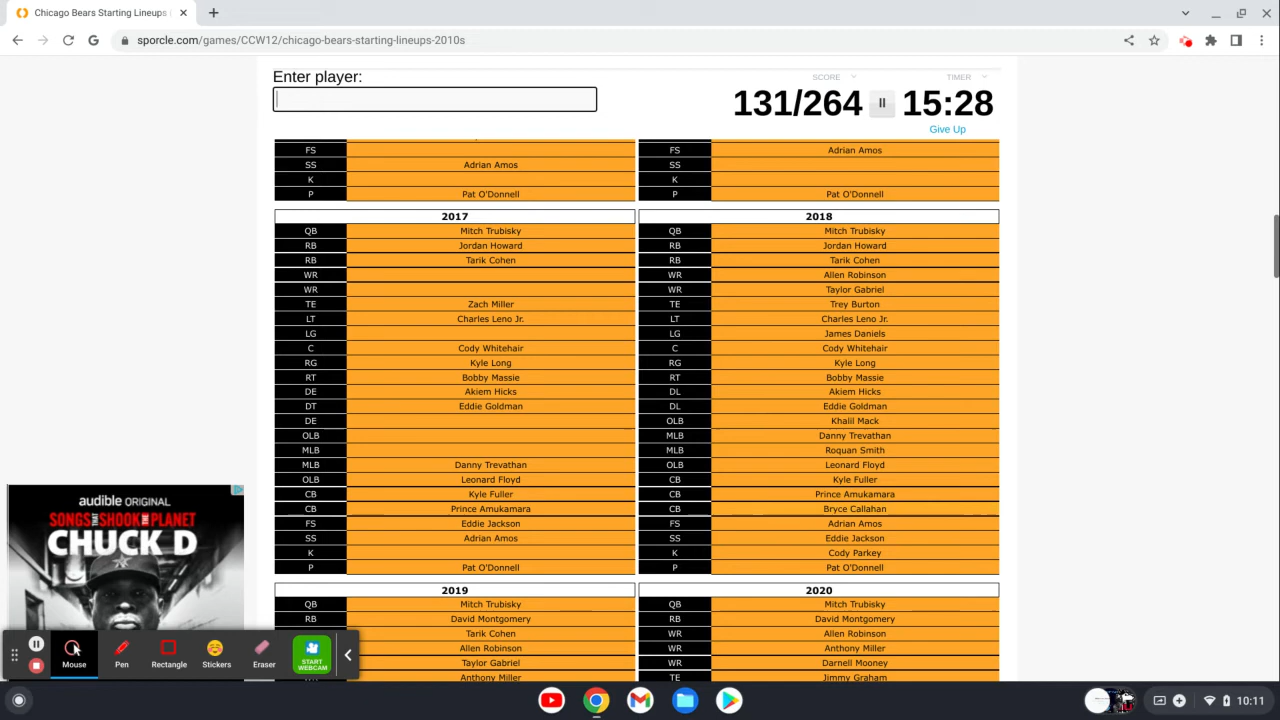 Chicago Bears Starting Lineups (
sporcle.com/games/CCW12/chicago-bears-starting-lineups-2010s
Enter player:
SCORE
TIMER
131/264
15:28
Give Up
FS
SS Adrian Amos
K
P Pat O'Donnell
FS Adrian Amos
SS
K
P Pat O'Donnell
2017
QB Mitch Trubisky
RB Jordan Howard
RB Tarik Cohen
WR
WR
TE Zach Miller
LT Charles Leno Jr.
LG
C Cody Whitehair
RG Kyle Long
RT Bobby Massie
DE Akiem Hicks
DT Eddie Goldman
DE
OLB
MLB
MLB Danny Trevathan
OLB Leonard Floyd
CB Kyle Fuller
CB Prince Amukamara
FS Eddie Jackson
SS Adrian Amos
K
P Pat O'Donnell
2018
QB Mitch Trubisky
RB Jordan Howard
RB Tarik Cohen
WR Allen Robinson
WR Taylor Gabriel
TE Trey Burton
LT Charles Leno Jr.
LG James Daniels
C Cody Whitehair
RG Kyle Long
RT Bobby Massie
DL Akiem Hicks
DL Eddie Goldman
OLB Khalil Mack
MLB Danny Trevathan
MLB Roquan Smith
OLB Leonard Floyd
CB Kyle Fuller
CB Prince Amukamara
CB Bryce Callahan
FS Adrian Amos
SS Eddie Jackson
K Cody Parkey
P Pat O'Donnell
2019
QB Mitch Trubisky
RB David Montgomery
Tarik Cohen
Allen Robinson
Taylor Gabriel
Anthony Miller
2020
QB Mitch Trubisky
RB David Montgomery
WR Allen Robinson
WR Anthony Miller
WR Darnell Mooney
TE Jimmy Graham
audible ORIGINAL
SONGS THAT SHOOK THE PLANET
CHUCK D
Mouse
Pen
Rectangle
Stickers
Eraser
START
WEBCAM
10:11